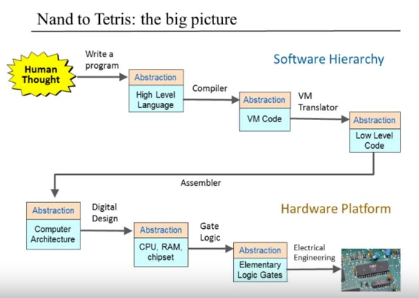 Nand to Tetris: the big picture
Software Hierarchy
Human
Thought
Write a
program
Abstraction
High Level
Language
Compiler
Abstraction
VM Code
VM
Translator
Abstraction
Low Level
Code
Assembler
Hardware Platform
Abstraction
Computer
Architecture
Digital
Design
Abstraction
CPU, RAM,
chipset
Gate
Logic
Abstraction
Elementary
Logic Gates
Electrical
Engineering